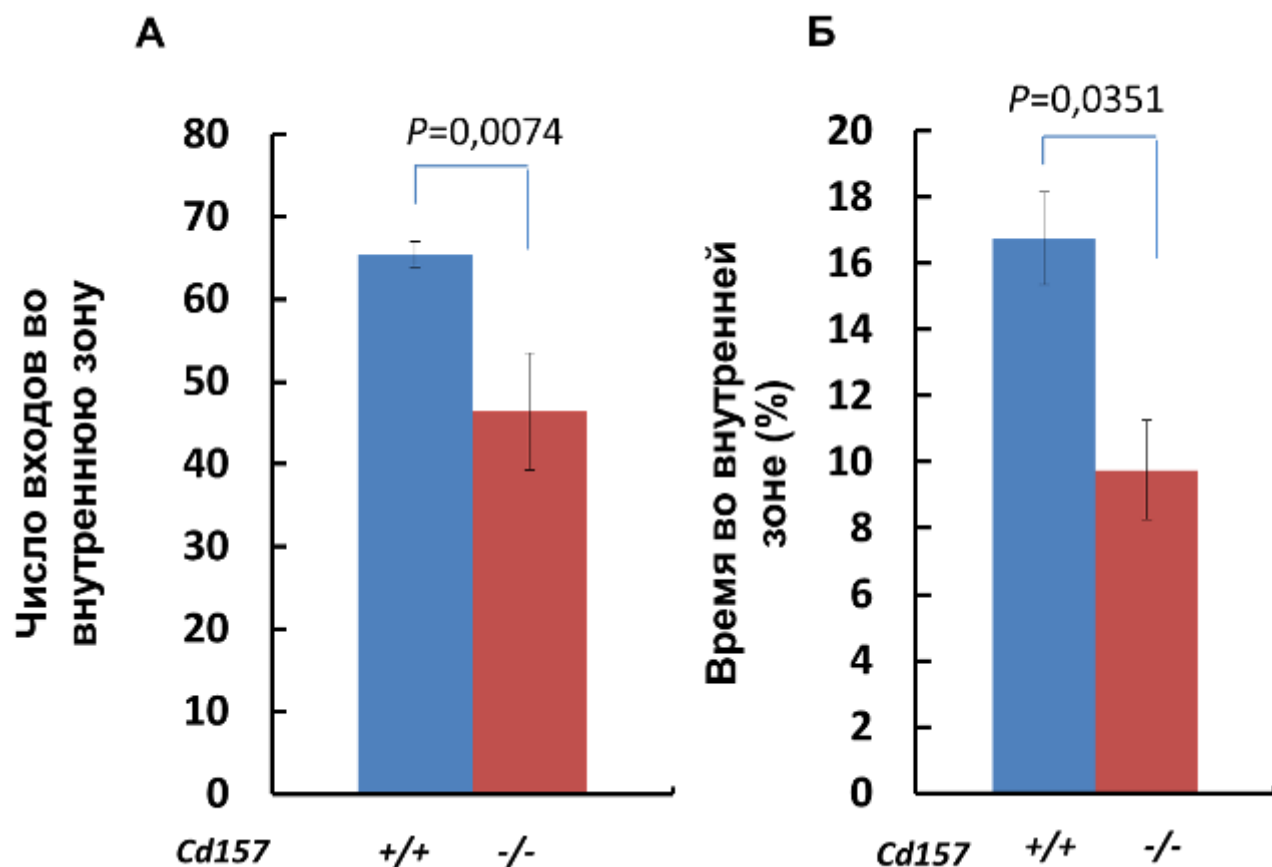 А
Б
P=0,0074
P=0,0351
Число входов во
внутреннюю зону
80
70
60
50
40
30
20
10
0
Время во внутренней
зоне (%)
20
18
16
14
12
10
8
6
4
2
0
Cd157 +/+ -/-
Cd157 +/+ -/-